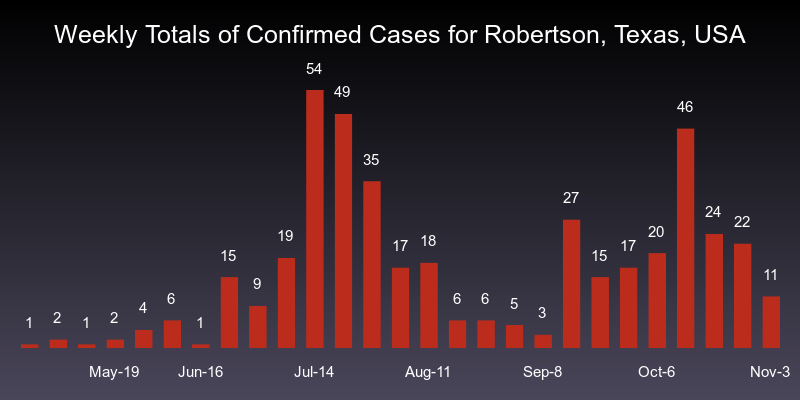 Weekly Totals of Confirmed Cases for Robertson, Texas, USA
1 2 1 2 4 6 1 15 9 19 54 49 35 17 18 6 6 5 3 27 15 17 20 46 24 22 11
May-19 Jun-16 Jul-14 Aug-11 Sep-8 Oct-6 Nov-3